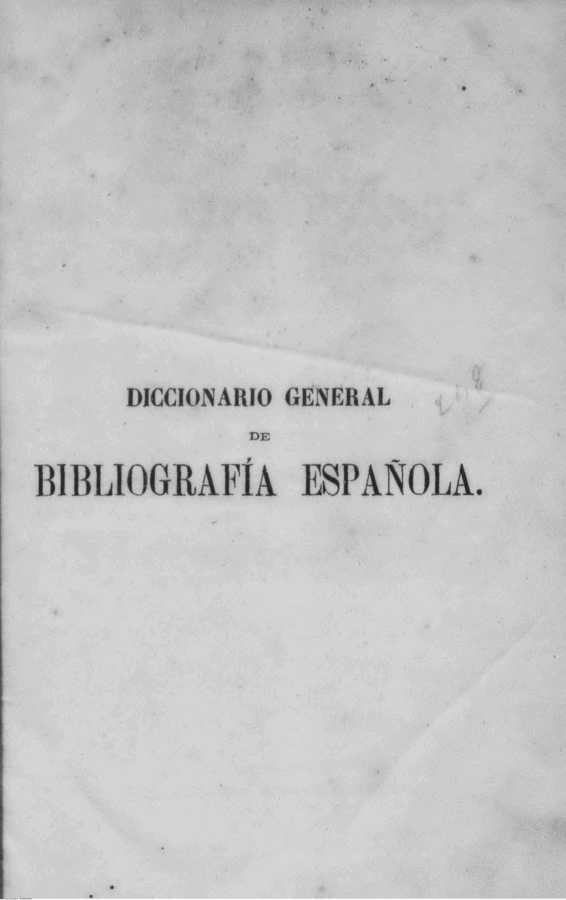 DICCIONARIO GENERAL
DE
BIBLIOGRAFÍA ESPAÑOLA.